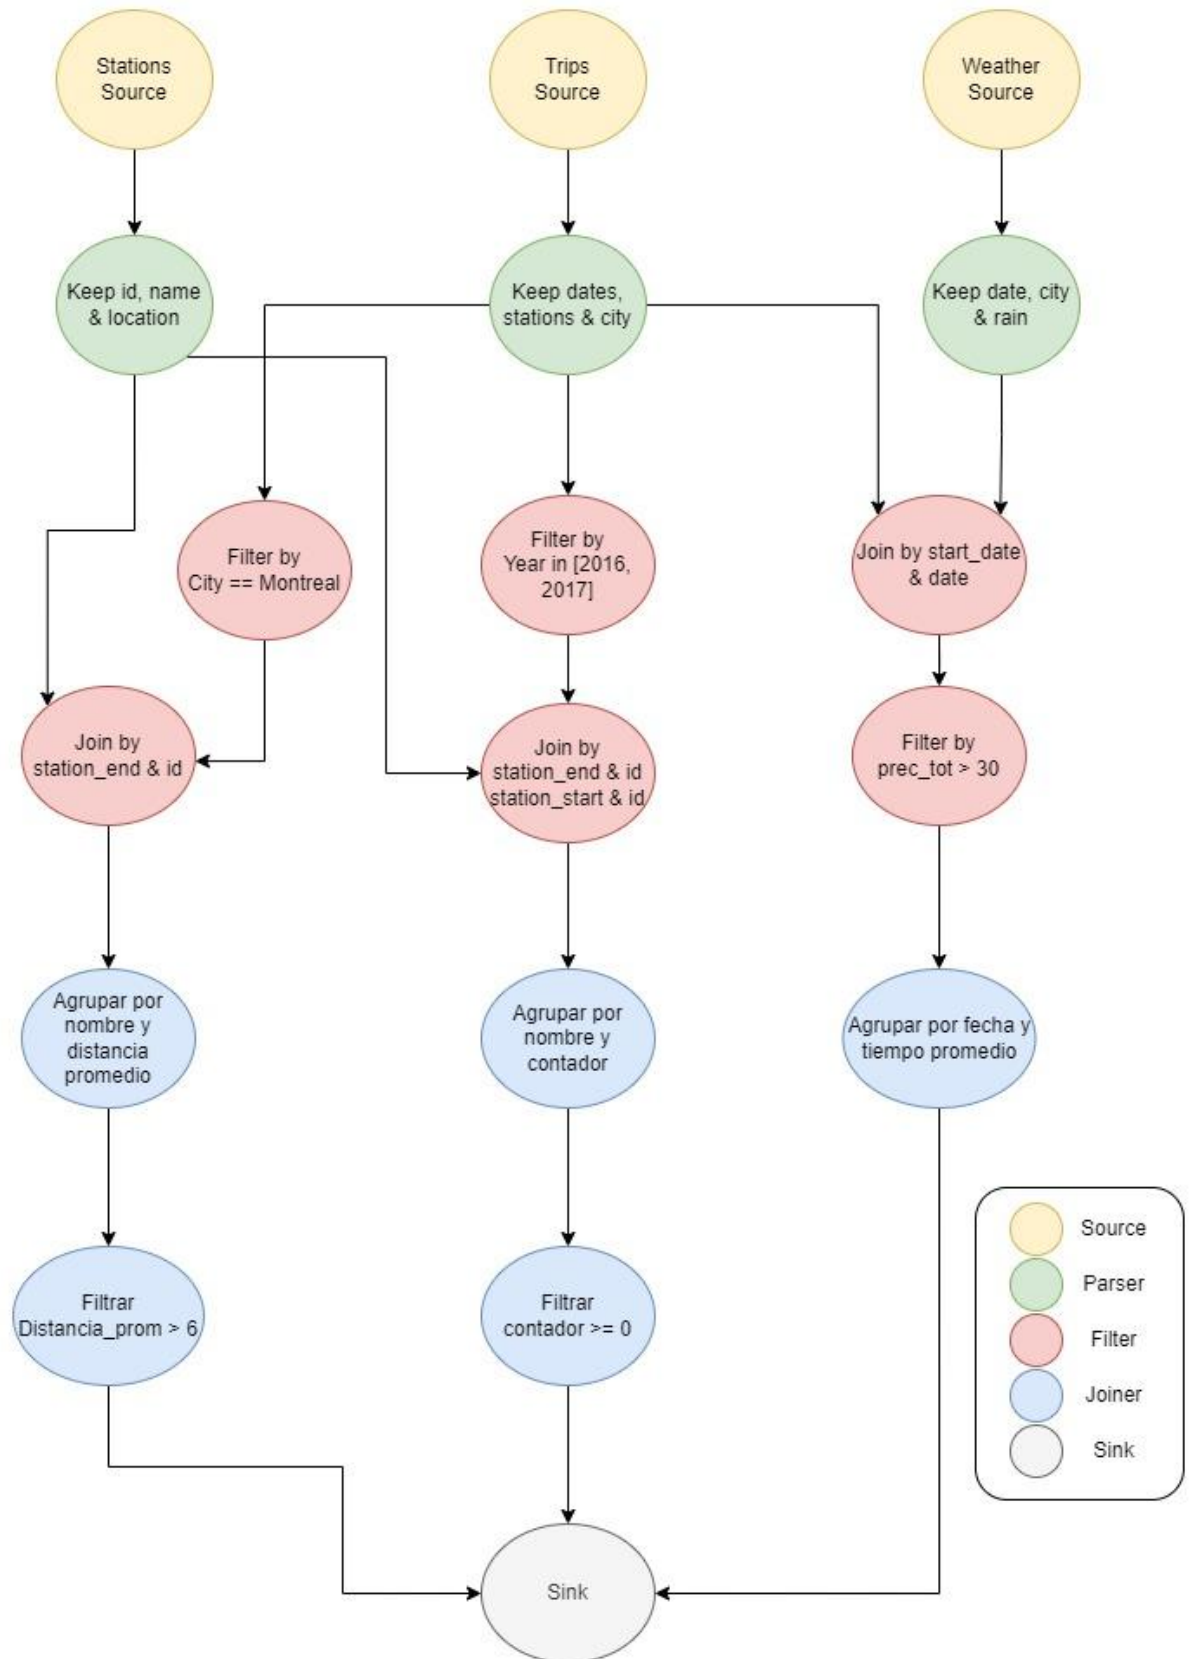 Stations
Source
Trips
Source
Weather
Source
Keep id, name
& location
Keep dates,
stations & city
Keep date, city
& rain
Filter by
City == Montreal
Filter by
Year in [2016,
2017]
Join by start_date
& date
Join by
station_end & id
Join by
station_end & id
station_start & id
Filter by
prec_tot > 30
Agrupar por
nombre y
distancia
promedio
Agrupar por
nombre y
contador
Agrupar por fecha y
tiempo promedio
Filtrar
Distancia_prom > 6
Filtrar
contador >= 0
Source
Parser
Filter
Joiner
Sink
Sink